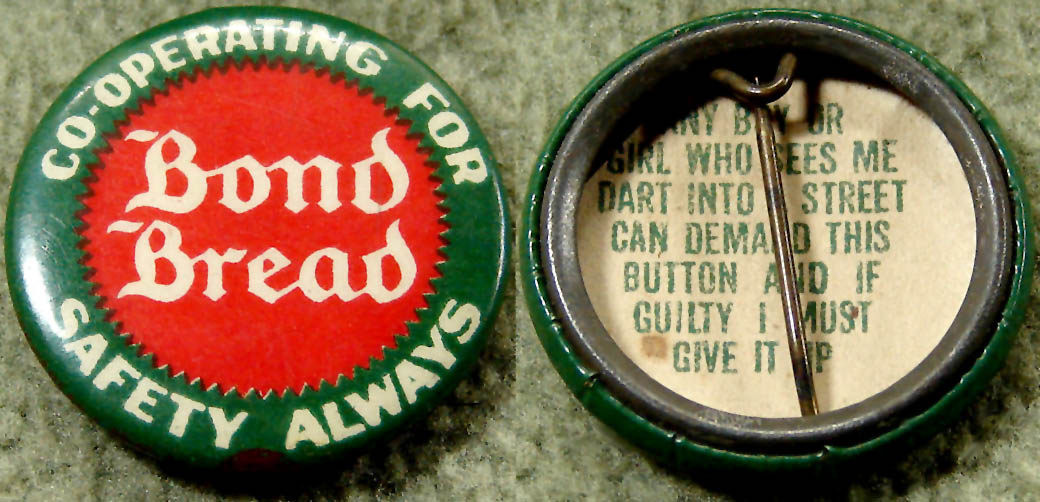 CO-OPERATING FOR
Bond
Bread
SAFETY ALWAYS
ANY BOY OR
GIRL WHO SEES ME
DART INTO STREET
CAN DEMAND THIS
BUTTON AND IF
GUILTY I MUST
GIVE IT UP